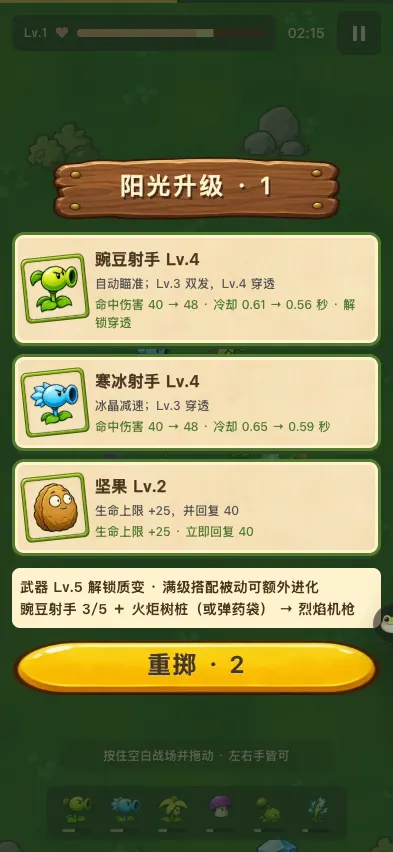 Lv.1
02:15
阳光升级 · 1
豌豆射手 Lv.4
自动瞄准；Lv.3 双发，Lv.4 穿透
命中伤害 40 → 48 · 冷却 0.61 → 0.56 秒 · 解
锁穿透
寒冰射手 Lv.4
冰晶减速；Lv.3 穿透
命中伤害 40 → 48 · 冷却 0.65 → 0.59 秒
坚果 Lv.2
生命上限 +25，并回复 40
生命上限 +25 · 立即回复 40
武器 Lv.5 解锁质变 · 满级搭配被动可额外进化
豌豆射手 3/5 + 火炬树桩（或弹药袋） → 烈焰机枪
重掷 · 2
按住空白战场并拖动 · 左右手皆可